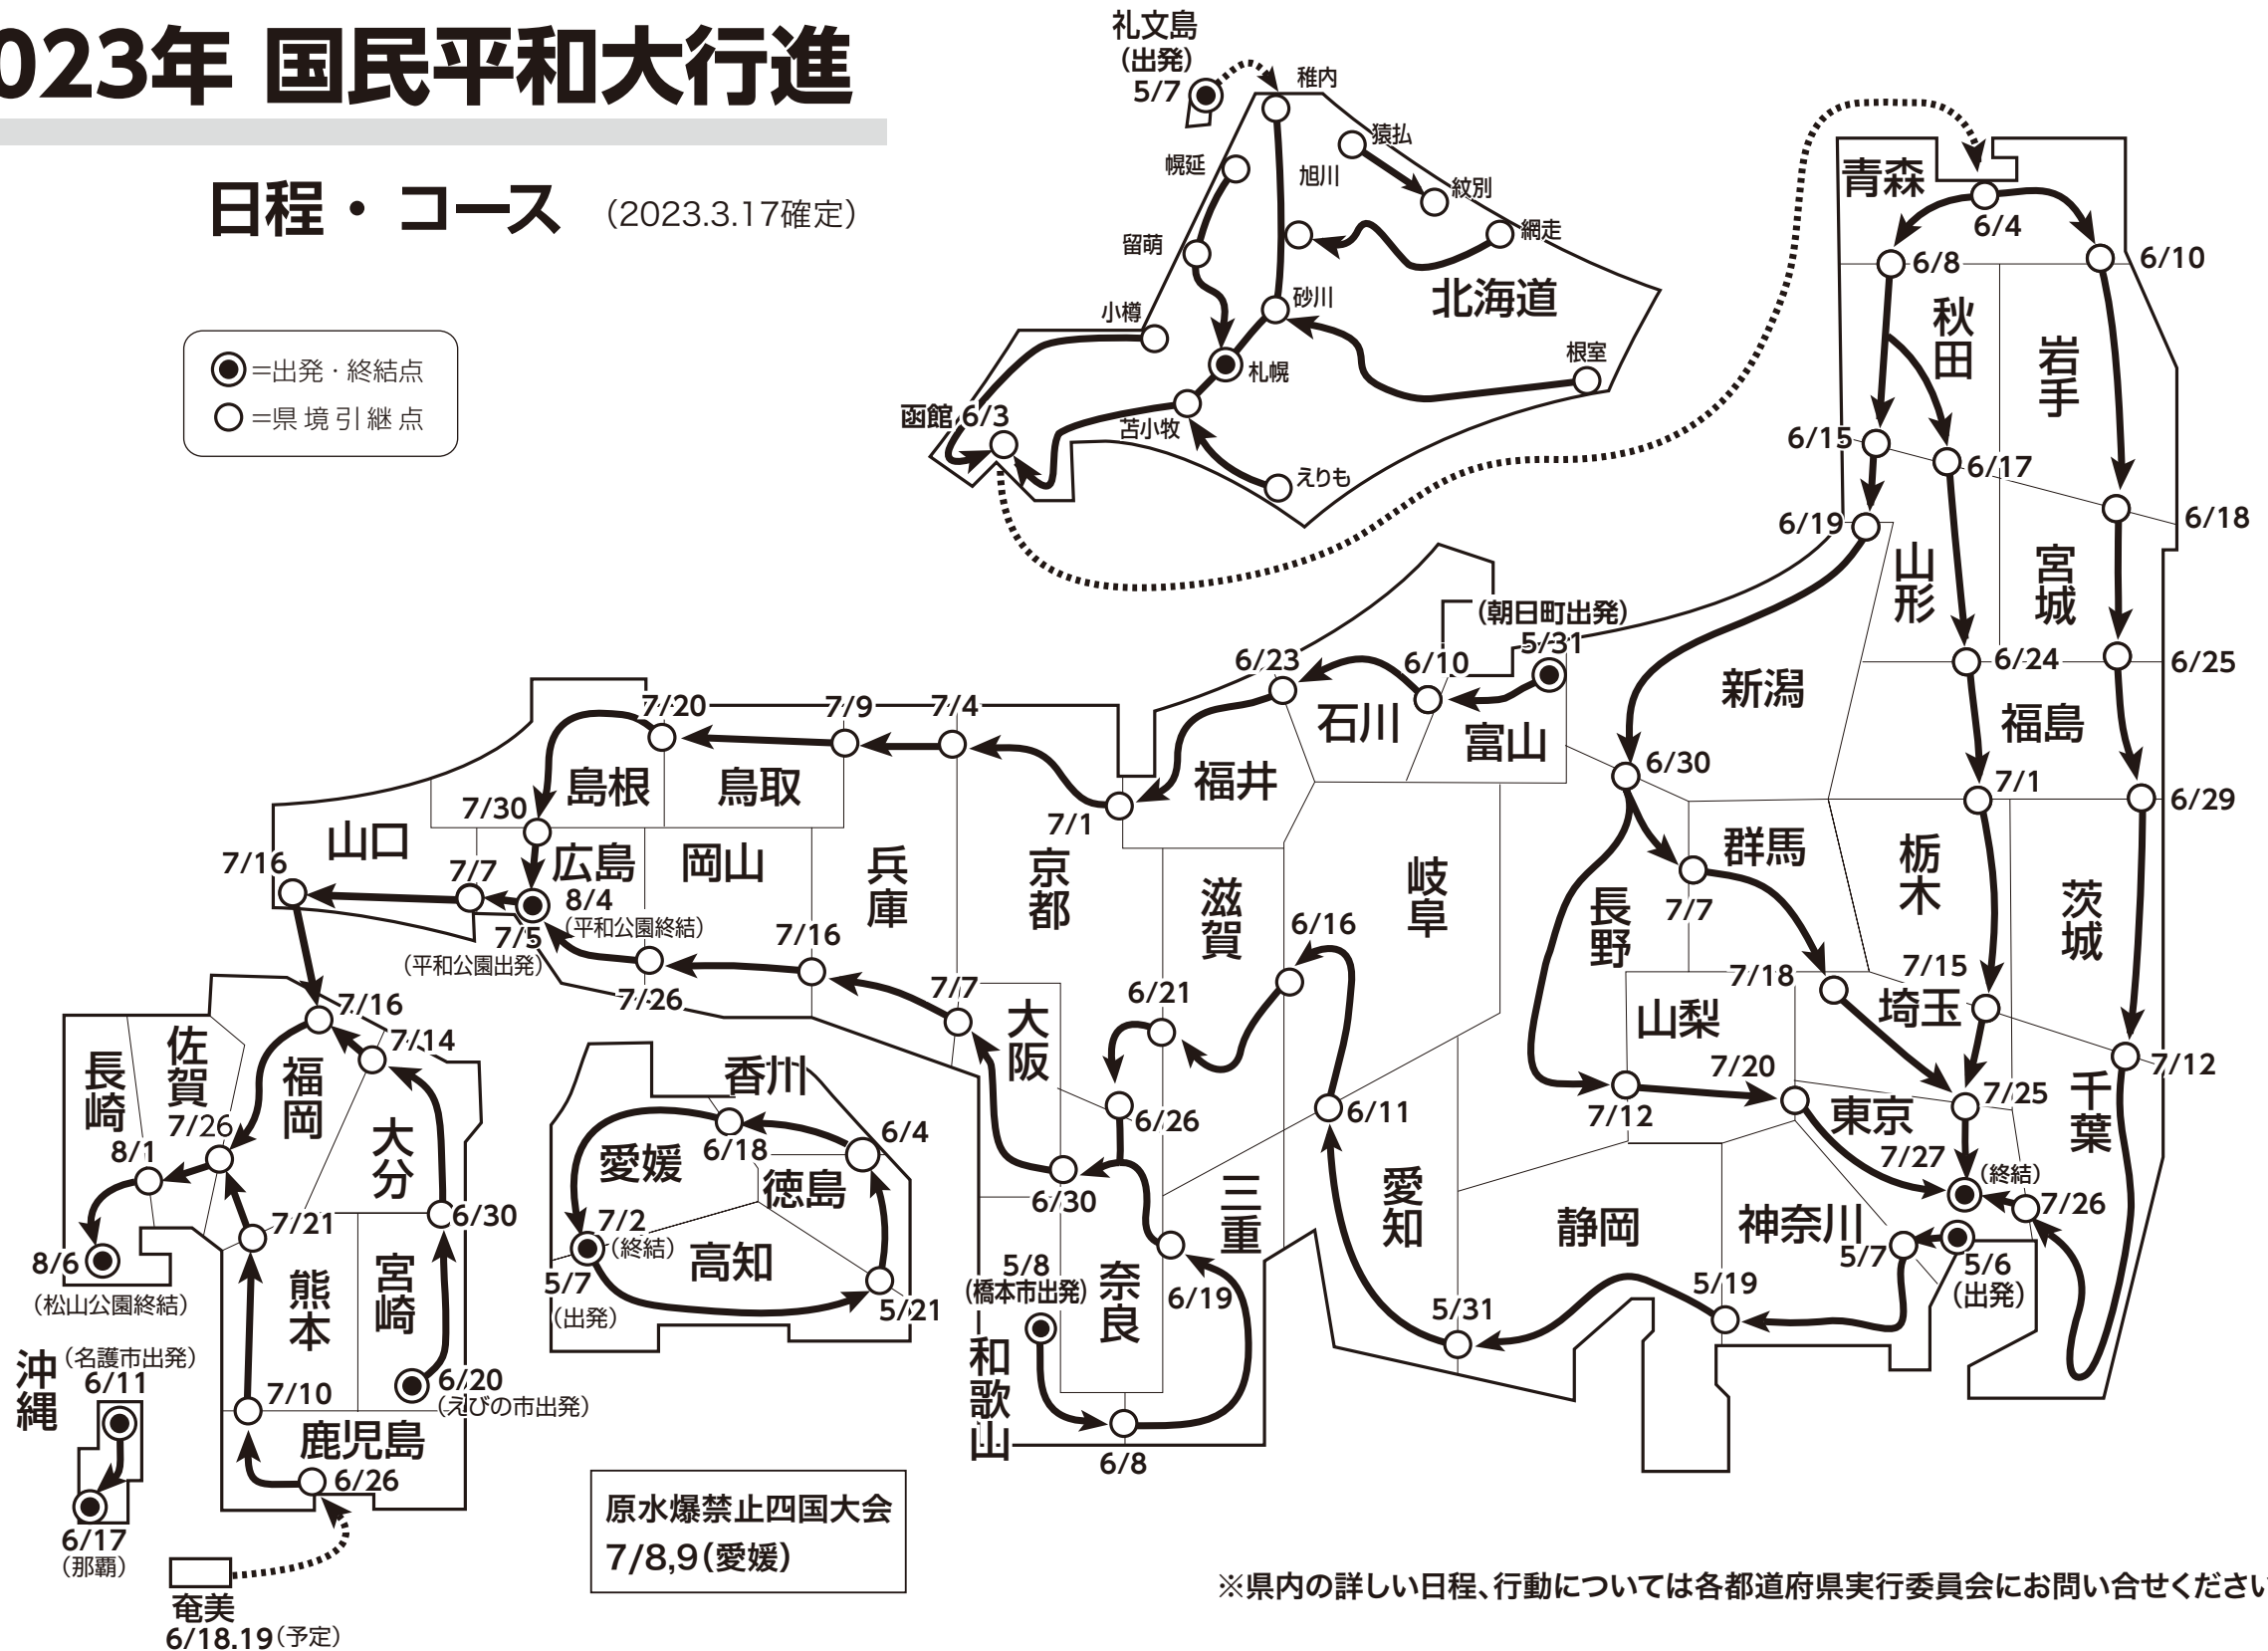 023年 国民平和大行進
日程・コース (2023.3.17確定)
=出発・終結点
=県境引継点
礼文島
(出発)
5/7
稚内
猿払
幌延
旭川
紋別
留萌
網走
小樽
砂川
北海道
札幌
根室
函館 6/3
苫小牧
えりも
青森
6/4
6/8
6/10
秋田
岩手
6/15
6/17
6/18
6/19
山形
宮城
6/24
6/25
新潟
福島
6/30
7/1
6/29
(朝日町出発)
5/31
6/10
6/23
石川
富山
福井
7/1
7/4
7/9
7/20
島根
鳥取
7/30
山口
7/16
7/7
広島
8/4
(平和公園終結)
7/5
(平和公園出発)
岡山
7/26
7/16
兵庫
京都
7/7
滋賀
岐阜
6/16
6/21
大阪
6/26
6/30
6/11
三重
愛知
奈良
6/19
5/8
(橋本市出発)
和歌山
6/8
長野
7/7
群馬
栃木
茨城
7/18
7/15
埼玉
山梨
7/20
7/12
7/12
千葉
7/25
東京
7/27
(終結)
7/26
静岡
神奈川
5/7
5/6
(出発)
5/19
5/31
香川
6/18
6/4
愛媛
徳島
7/2
(終結)
高知
5/7
(出発)
5/21
7/16
7/14
佐賀
長崎
福岡
大分
7/26
8/1
7/21
6/30
8/6
(松山公園終結)
熊本
宮崎
6/20
(えびの市出発)
7/10
鹿児島
6/26
沖縄
(名護市出発)
6/11
6/17
(那覇)
奄美
6/18.19(予定)
原水爆禁止四国大会
7/8,9(愛媛)
※県内の詳しい日程、行動については各都道府県実行委員会にお問い合せください